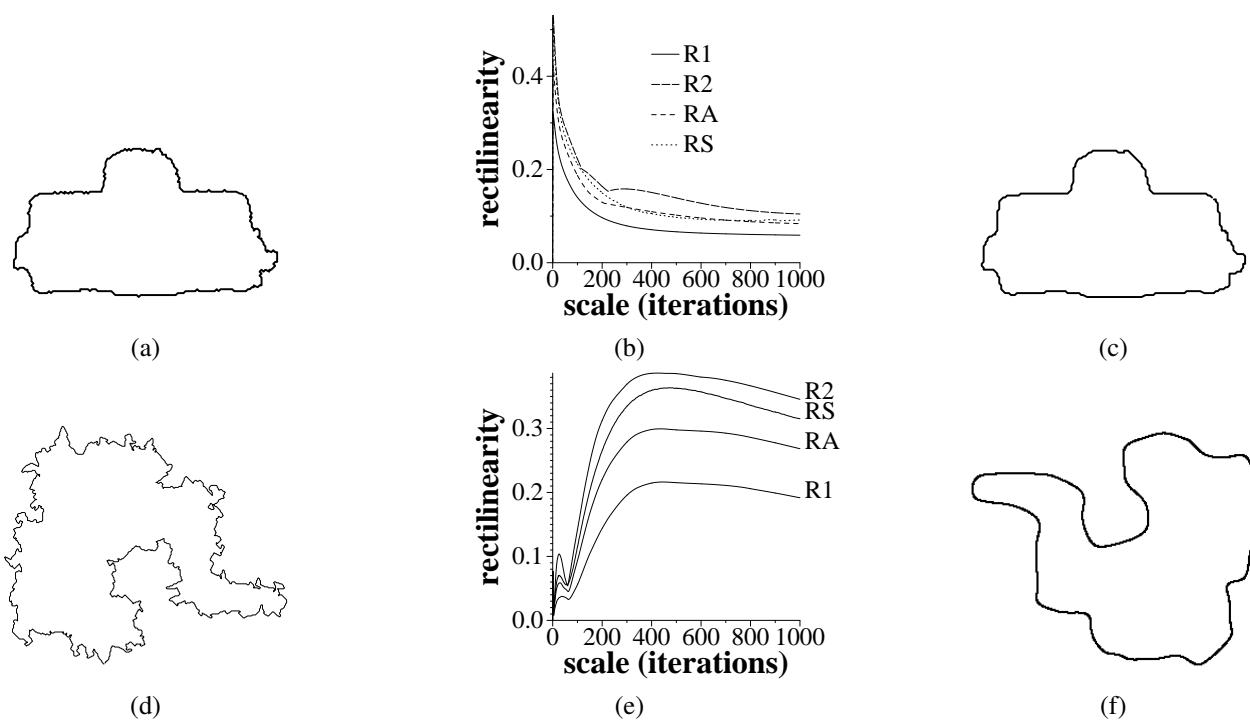 rectilinearity
0.4
0.2
0.0
R1
R2
RA
RS
0 200 400 600 800 1000
scale (iterations)
(a)
(b)
(c)
rectilinearity
0.3
0.2
0.1
0.0
R2
RS
RA
R1
0 200 400 600 800 1000
scale (iterations)
(d)
(e)
(f)